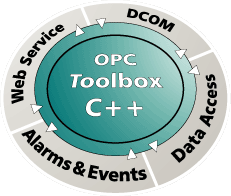 OPC
Toolbox
C++
Web Service
DCOM
Data Access
Alarms & Events